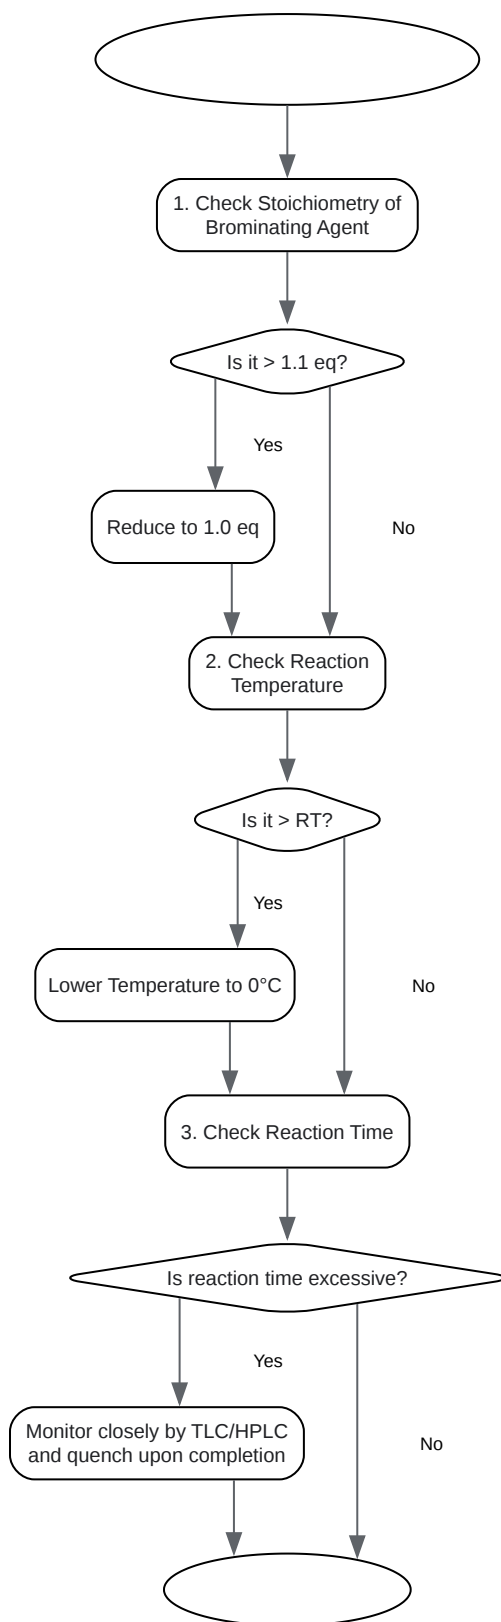 1. Check Stoichiometry of
Brominating Agent
Is it > 1.1 eq?
Yes
Reduce to 1.0 eq
No
2. Check Reaction
Temperature
Is it > RT?
Yes
Lower Temperature to 0°C
No
3. Check Reaction Time
Is reaction time excessive?
Yes
Monitor closely by TLC/HPLC
and quench upon completion
No